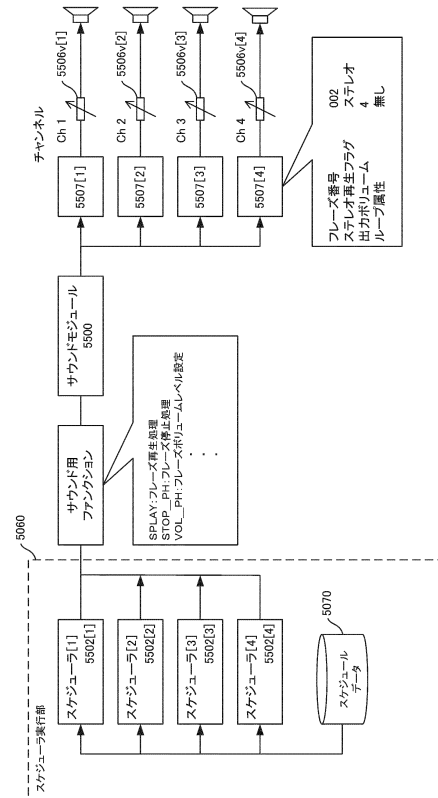 5060
スケジューラ実行部
スケジューラ[1]
5502[1]
スケジューラ[2]
5502[2]
スケジューラ[3]
5502[3]
スケジューラ[4]
5502[4]
5070
スケジュール
データ
サウンド用
ファンクション
SPLAY:フレーズ再生処理
STOP_PH:フレーズ停止処理
VOL_PH:フレーズボリュームレベル設定
・
・
・
サウンドモジュール
5500
チャンネル
5507[1]
Ch 1
5506v[1]
5507[2]
Ch 2
5506v[2]
5507[3]
Ch 3
5506v[3]
5507[4]
Ch 4
5506v[4]
フレーズ番号 002
ステレオ再生フラグ ステレオ
出力ボリューム 4
ループ属性 無し